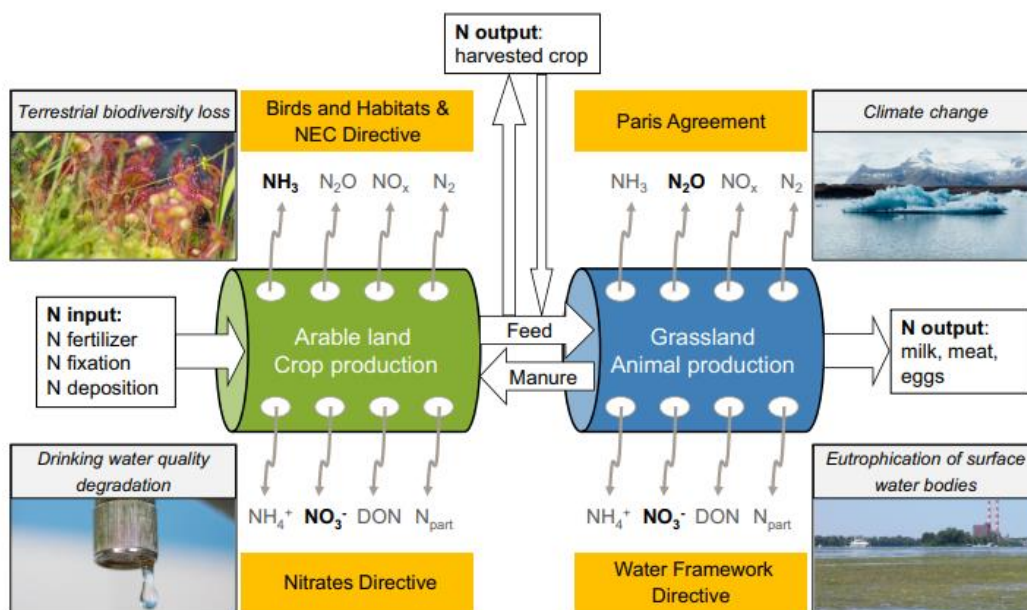 N output:
harvested crop
Terrestrial biodiversity loss
Birds and Habitats &
NEC Directive
Paris Agreement
Climate change
NH₃ N₂O NOₓ N₂
NH₃ N₂O NOₓ N₂
N input:
N fertilizer
N fixation
N deposition
Arable land
Crop production
Feed
Manure
Grassland
Animal production
N output:
milk, meat,
eggs
Drinking water quality
degradation
NH₄⁺ NO₃⁻ DON Nₚₐᵣₜ
NH₄⁺ NO₃⁻ DON Nₚₐᵣₜ
Eutrophication of surface
water bodies
Nitrates Directive
Water Framework
Directive